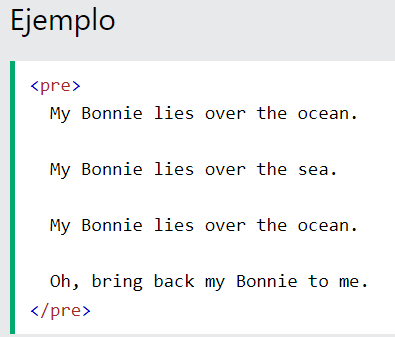 Ejemplo
<pre>
My Bonnie lies over the ocean.
My Bonnie lies over the sea.
My Bonnie lies over the ocean.
Oh, bring back my Bonnie to me.
</pre>